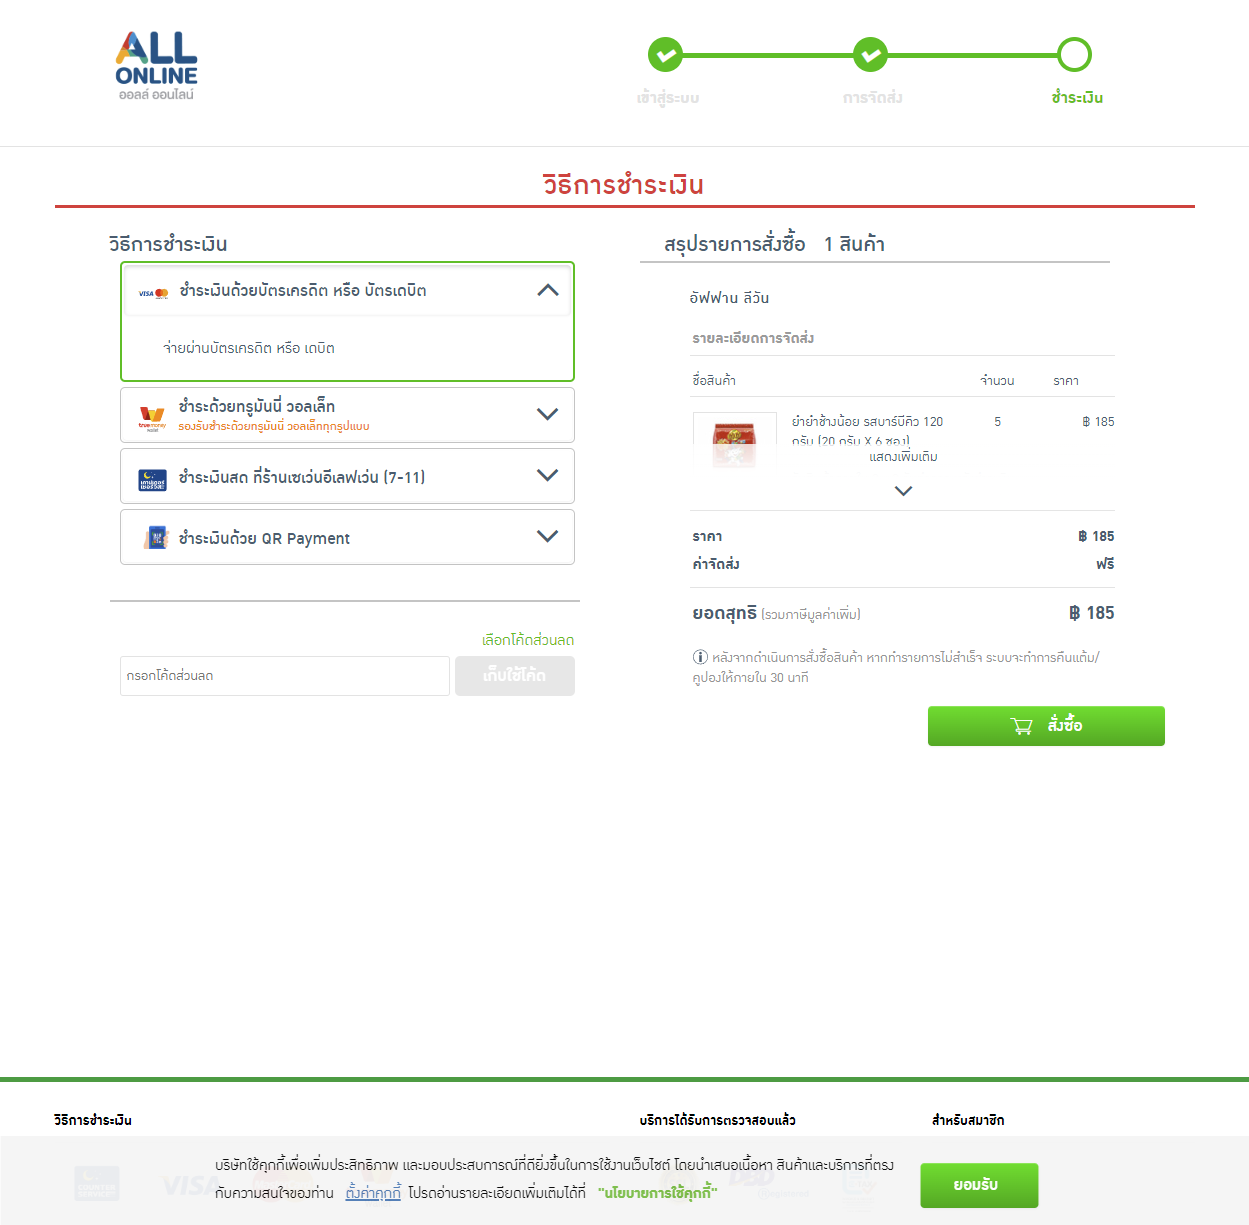 ALL
ONLINE
ออลล์ ออนไลน์
เข้าสู่ระบบ
การจัดส่ง
ชำระเงิน
วิธีการชำระเงิน
วิธีการชำระเงิน
VISA
ชำระเงินด้วยบัตรเครดิต หรือ บัตรเดบิต
จ่ายผ่านบัตรเครดิต หรือ เดบิต
true money
ชำระด้วยทรูมันนี่ วอลเล็ท
รองรับชำระด้วยทรูมันนี่ วอลเล็ททุกรูปแบบ
ชำระเงินสด ที่ร้านเซเว่นอีเลฟเว่น (7-11)
ชำระเงินด้วย QR Payment
เลือกโค้ดส่วนลด
กรอกโค้ดส่วนลด
เก็บใช้โค้ด
สรุปรายการสั่งซื้อ 1 สินค้า
อัฟฟาน ลีวัน
รายละเอียดการจัดส่ง
ชื่อสินค้า จำนวน ราคา
ยำยำช้างน้อย รสบาร์บีคิว 120 5 ฿ 185
กรัม (20 กรัม X 6 ซอง)
แสดงเพิ่มเติม
ราคา ฿ 185
ค่าจัดส่ง ฟรี
ยอดสุทธิ (รวมภาษีมูลค่าเพิ่ม) ฿ 185
หลังจากดำเนินการสั่งซื้อสินค้า หากทำรายการไม่สำเร็จ ระบบจะทำการคืนแต้ม/
คูปองให้ภายใน 30 นาที
สั่งซื้อ
วิธีการชำระเงิน
บริการได้รับการตรวจสอบแล้ว
สำหรับสมาชิก
VISA
บริษัทใช้คุกกี้เพื่อเพิ่มประสิทธิภาพ และมอบประสบการณ์ที่ดียิ่งขึ้นในการใช้งานเว็บไซต์ โดยนำเสนอเนื้อหา สินค้าและบริการที่ตรง
กับความสนใจของท่าน ตั้งค่าคุกกี้ โปรดอ่านรายละเอียดเพิ่มเติมได้ที่ "นโยบายการใช้คุกกี้"
ยอมรับ